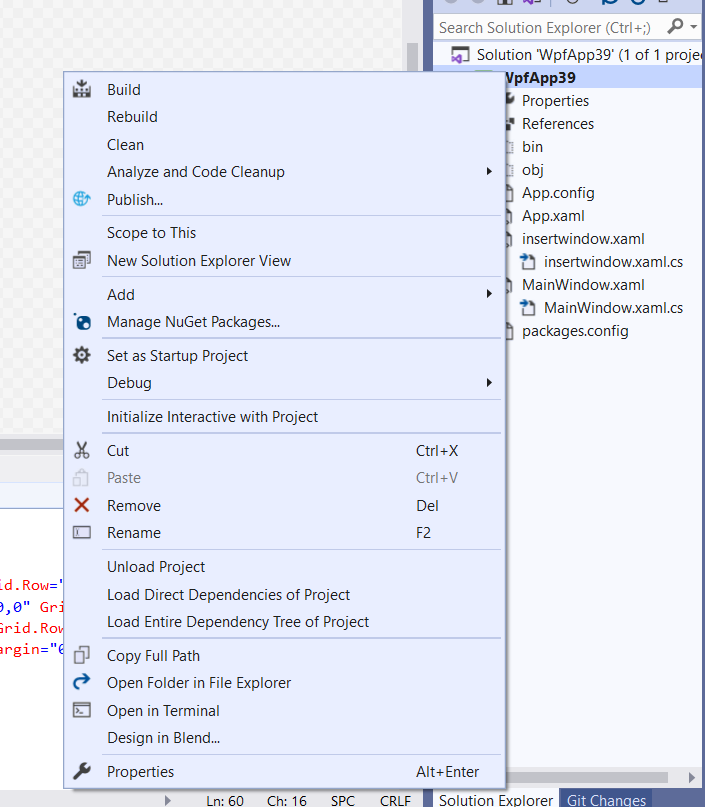 Search Solution Explorer (Ctrl+;)
Solution 'WpfApp39' (1 of 1 proje
WpfApp39
Properties
References
bin
obj
App.config
App.xaml
insertwindow.xaml
insertwindow.xaml.cs
MainWindow.xaml
MainWindow.xaml.cs
packages.config
Build
Rebuild
Clean
Analyze and Code Cleanup
Publish...
Scope to This
New Solution Explorer View
Add
Manage NuGet Packages...
Set as Startup Project
Debug
Initialize Interactive with Project
Cut Ctrl+X
Paste Ctrl+V
Remove Del
Rename F2
Unload Project
Load Direct Dependencies of Project
Load Entire Dependency Tree of Project
Copy Full Path
Open Folder in File Explorer
Open in Terminal
Design in Blend...
Properties Alt+Enter
id.Row="
0,0" Gri
Grid.Row
argin="0
Ln: 60 Ch: 16 SPC CRLF
Solution Explorer Git Changes